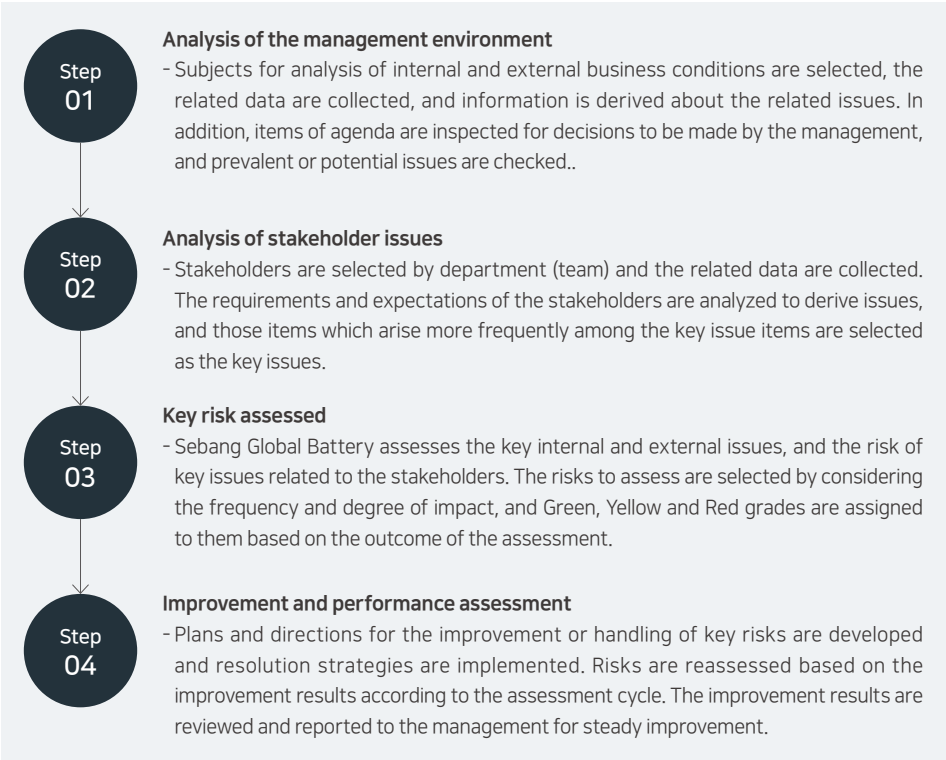 Step
01
Analysis of the management environment
- Subjects for analysis of internal and external business conditions are selected, the
related data are collected, and information is derived about the related issues. In
addition, items of agenda are inspected for decisions to be made by the management,
and prevalent or potential issues are checked..
Step
02
Analysis of stakeholder issues
- Stakeholders are selected by department (team) and the related data are collected.
The requirements and expectations of the stakeholders are analyzed to derive issues,
and those items which arise more frequently among the key issue items are selected
as the key issues.
Step
03
Key risk assessed
- Sebang Global Battery assesses the key internal and external issues, and the risk of
key issues related to the stakeholders. The risks to assess are selected by considering
the frequency and degree of impact, and Green, Yellow and Red grades are assigned
to them based on the outcome of the assessment.
Step
04
Improvement and performance assessment
- Plans and directions for the improvement or handling of key risks are developed
and resolution strategies are implemented. Risks are reassessed based on the
improvement results according to the assessment cycle. The improvement results are
reviewed and reported to the management for steady improvement.